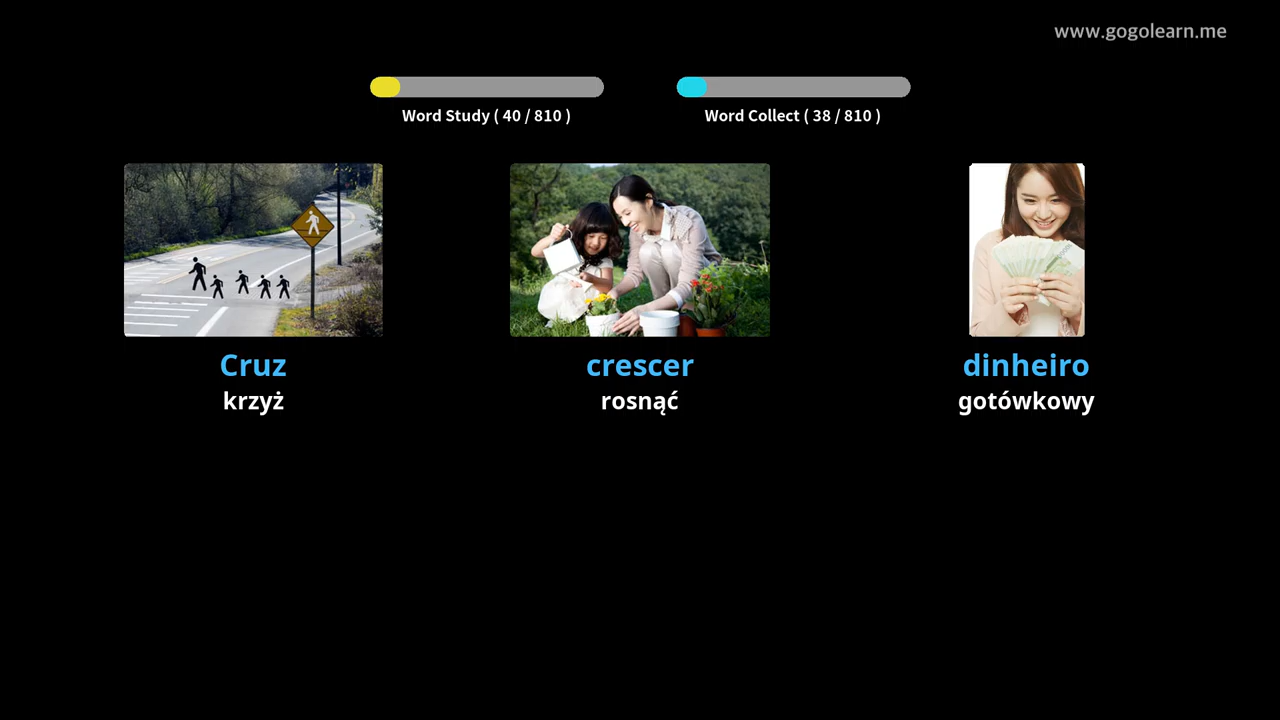 www.gogolearn.me
Word Study ( 40 / 810 )
Word Collect ( 38 / 810 )
Cruz
krzyż
crescer
rosnąć
dinheiro
gotówkowy